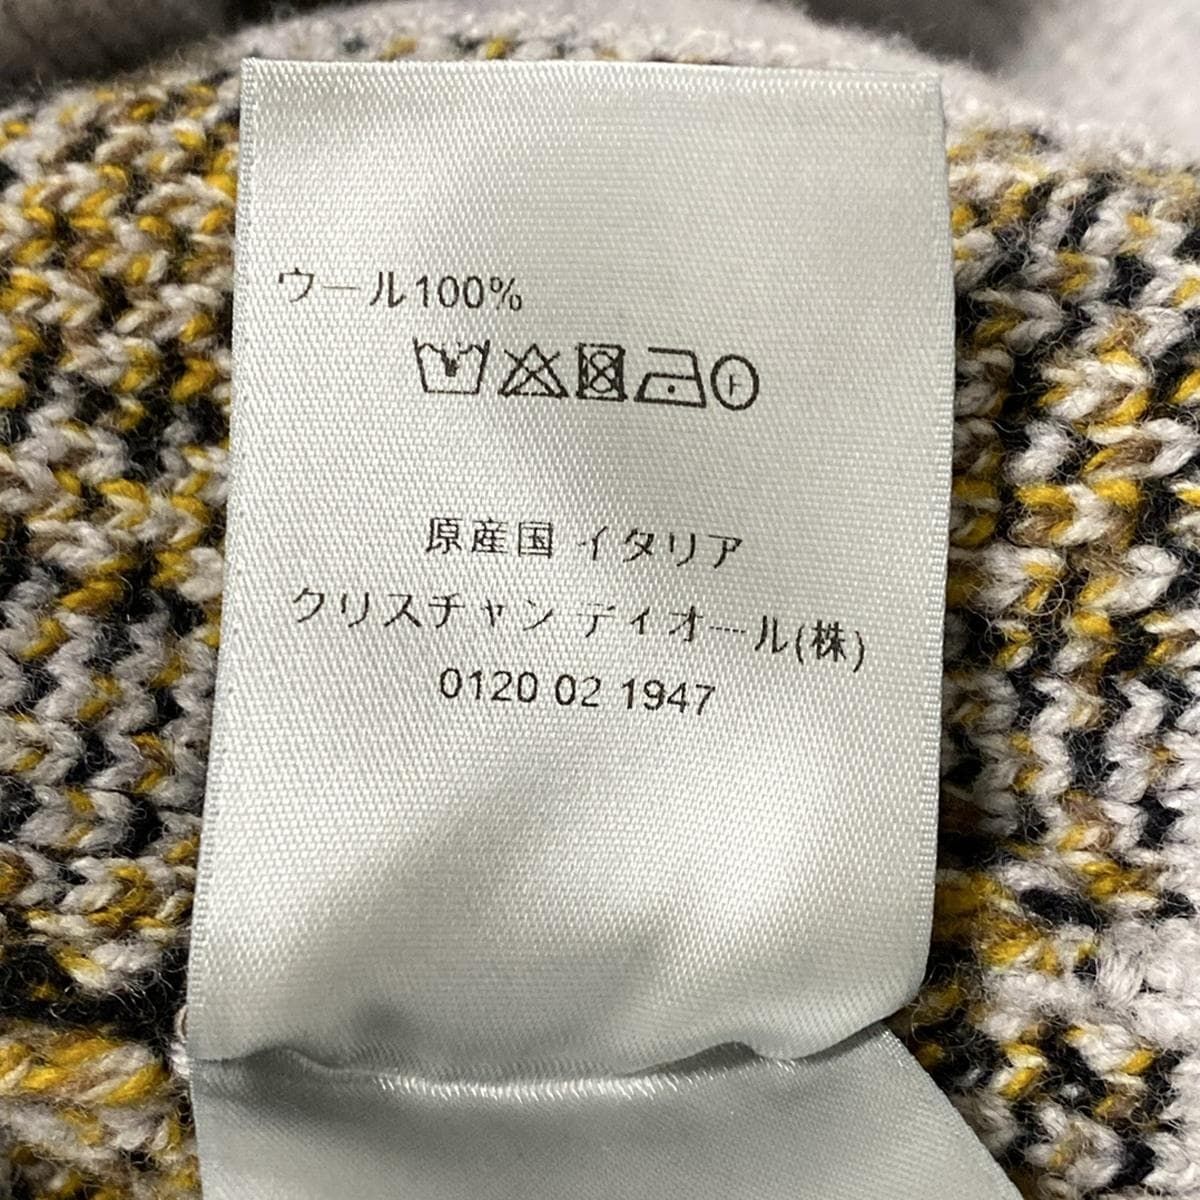 ウール100%
F
原産国 イタリア
クリスチャン ディオール(株)
0120 02 1947